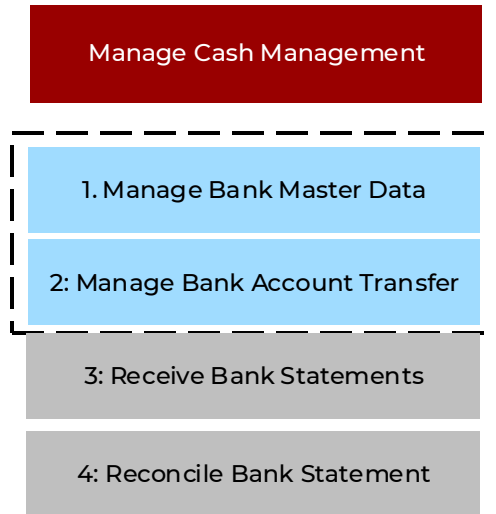 Manage Cash Management
1. Manage Bank Master Data
2: Manage Bank Account Transfer
3: Receive Bank Statements
4: Reconcile Bank Statement